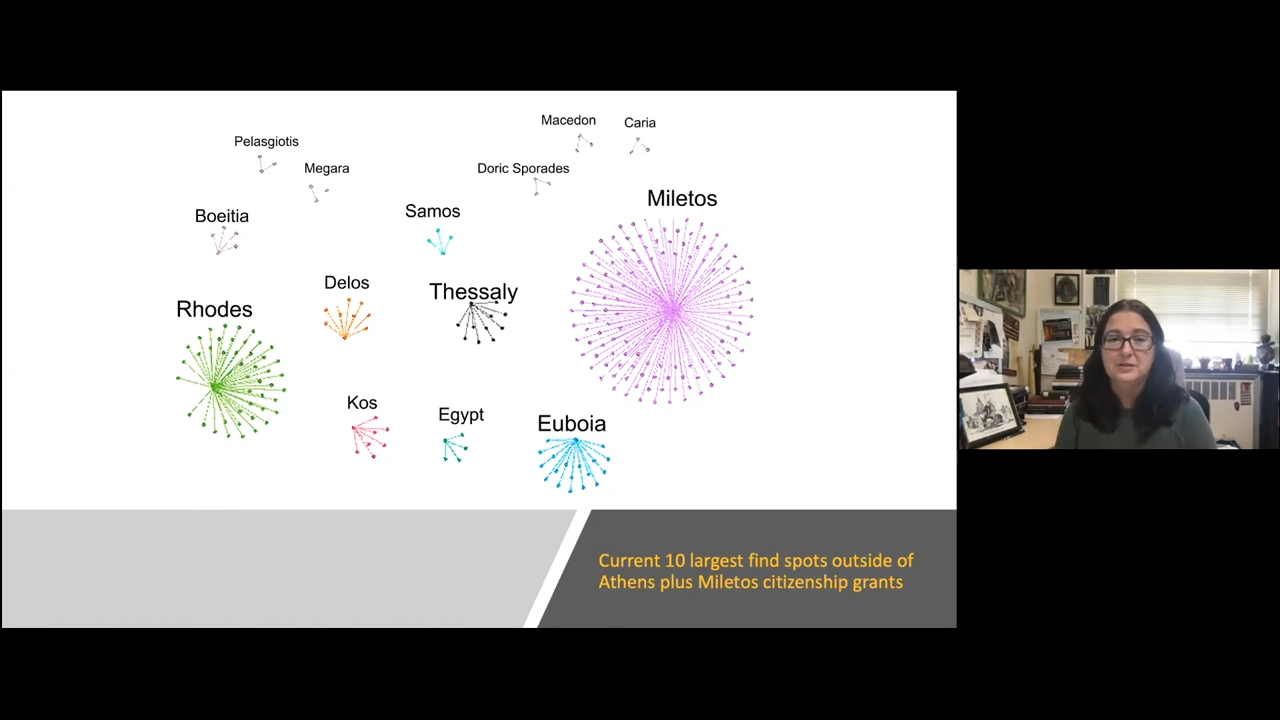 Macedon
Caria
Pelasgiotis
Megara
Doric Sporades
Miletos
Boeitia
Samos
Delos
Thessaly
Rhodes
Kos
Egypt
Euboia
Current 10 largest find spots outside of
Athens plus Miletos citizenship grants